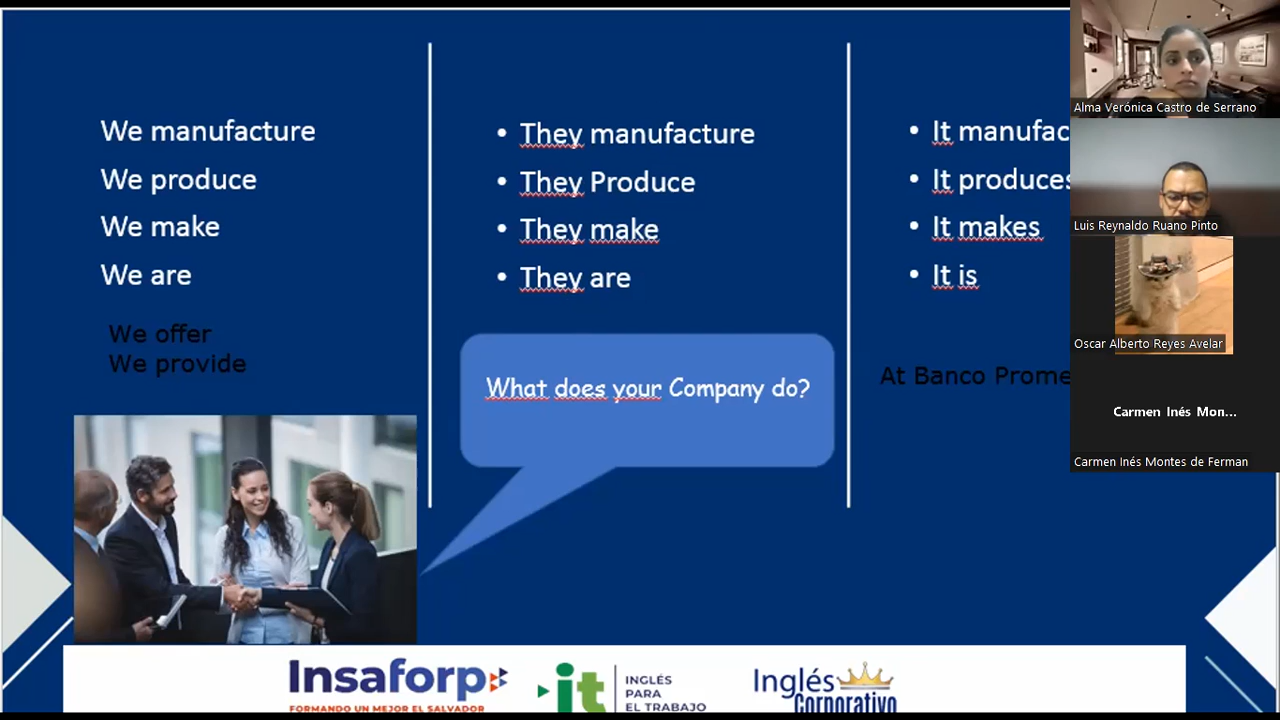 We manufacture
We produce
We make
We are
We offer
We provide
• They manufacture
• They Produce
• They make
• They are
What does your Company do?
• It manufac
• It produces
• It makes
• It is
At Banco Prome
Alma Verónica Castro de Serrano
Luis Reynaldo Ruano Pinto
Oscar Alberto Reyes Avelar
Carmen Inés Mon...
Carmen Inés Montes de Ferman
Insaforp
FORMANDO UN MEJOR EL SALVADOR
it
INGLÉS
PARA
EL TRABAJO
Inglés
Corporativo